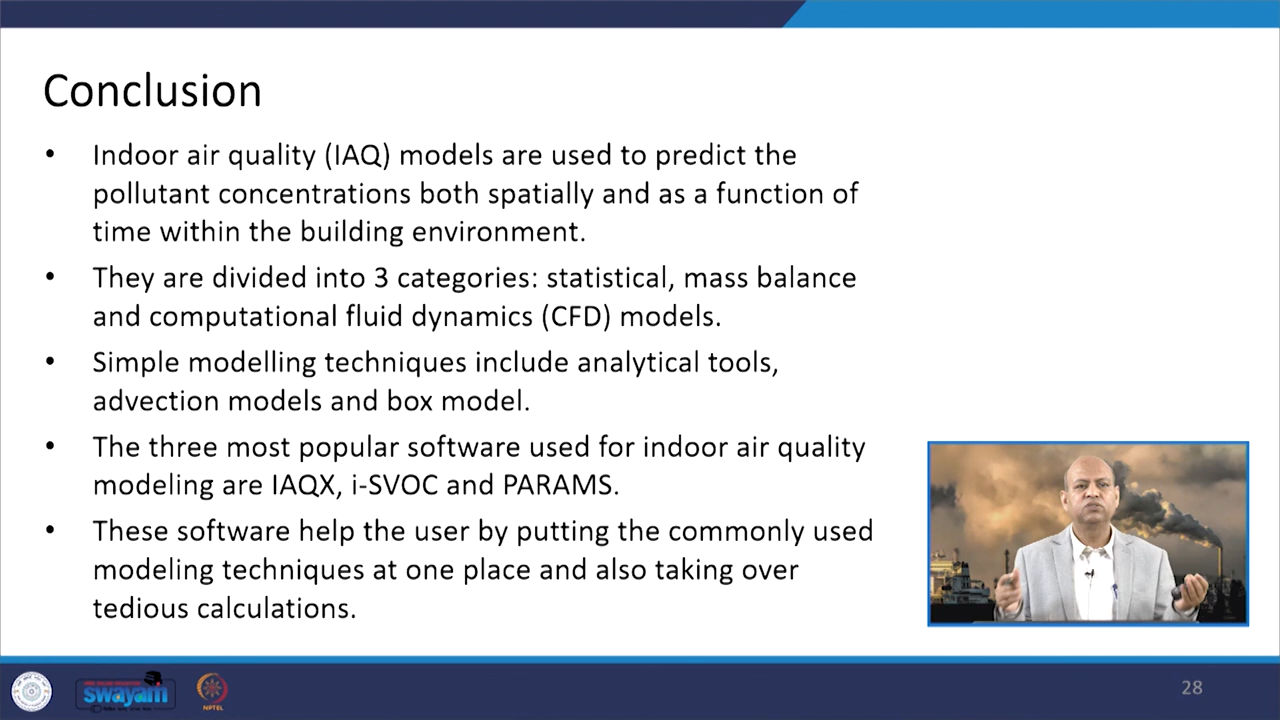 Conclusion
• Indoor air quality (IAQ) models are used to predict the
pollutant concentrations both spatially and as a function of
time within the building environment.
• They are divided into 3 categories: statistical, mass balance
and computational fluid dynamics (CFD) models.
• Simple modelling techniques include analytical tools,
advection models and box model.
• The three most popular software used for indoor air quality
modeling are IAQX, i-SVOC and PARAMS.
• These software help the user by putting the commonly used
modeling techniques at one place and also taking over
tedious calculations.
swayam
NPTEL
28